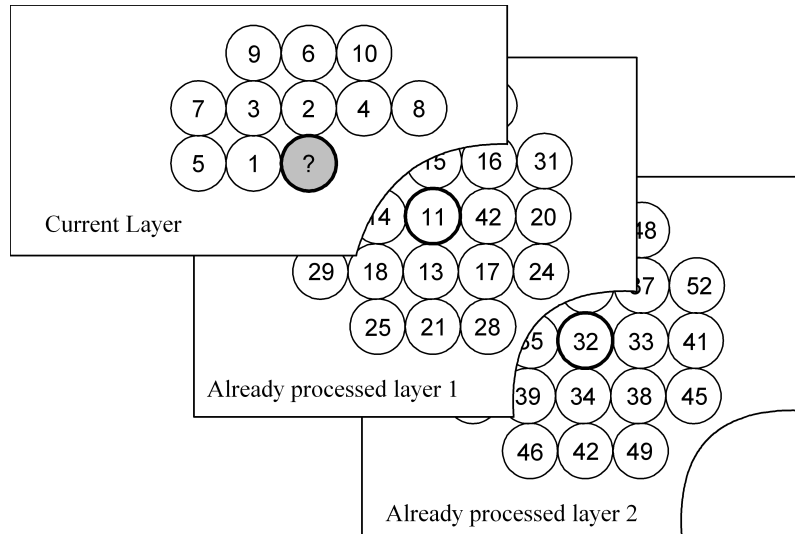 9 6 10
7 3 2 4 8
5 1 ?
Current Layer
15 16 31
14 11 42 20
29 18 13 17 24
25 21 28
Already processed layer 1
48
37 52
35 32 33 41
39 34 38 45
46 42 49
Already processed layer 2